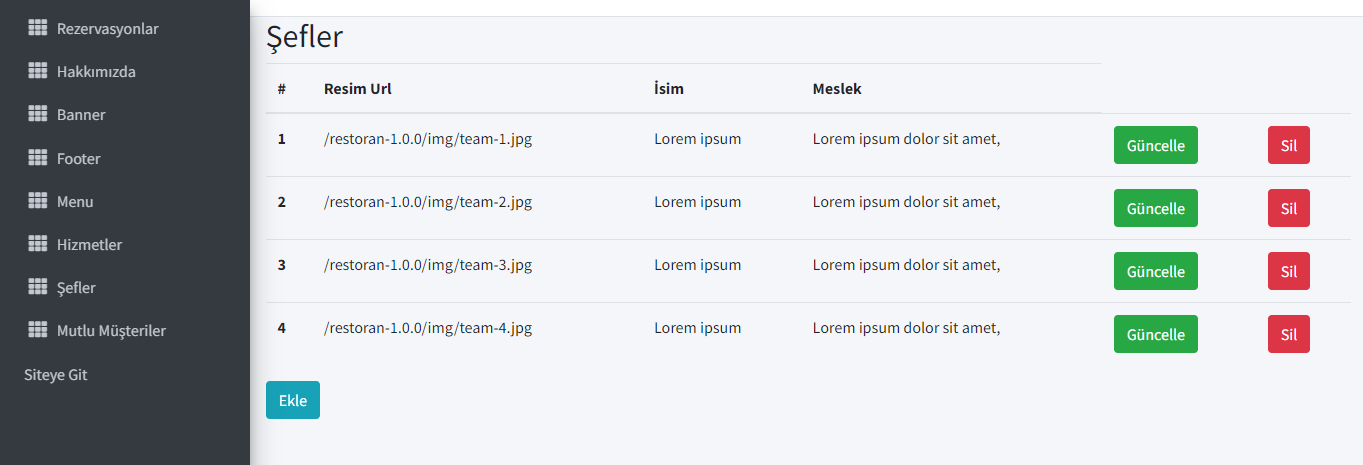 Rezervasyonlar
Hakkımızda
Banner
Footer
Menu
Hizmetler
Şefler
Mutlu Müşteriler
Siteye Git
Şefler
# Resim Url İsim Meslek
1 /restoran-1.0.0/img/team-1.jpg Lorem ipsum Lorem ipsum dolor sit amet, Güncelle Sil
2 /restoran-1.0.0/img/team-2.jpg Lorem ipsum Lorem ipsum dolor sit amet, Güncelle Sil
3 /restoran-1.0.0/img/team-3.jpg Lorem ipsum Lorem ipsum dolor sit amet, Güncelle Sil
4 /restoran-1.0.0/img/team-4.jpg Lorem ipsum Lorem ipsum dolor sit amet, Güncelle Sil
Ekle